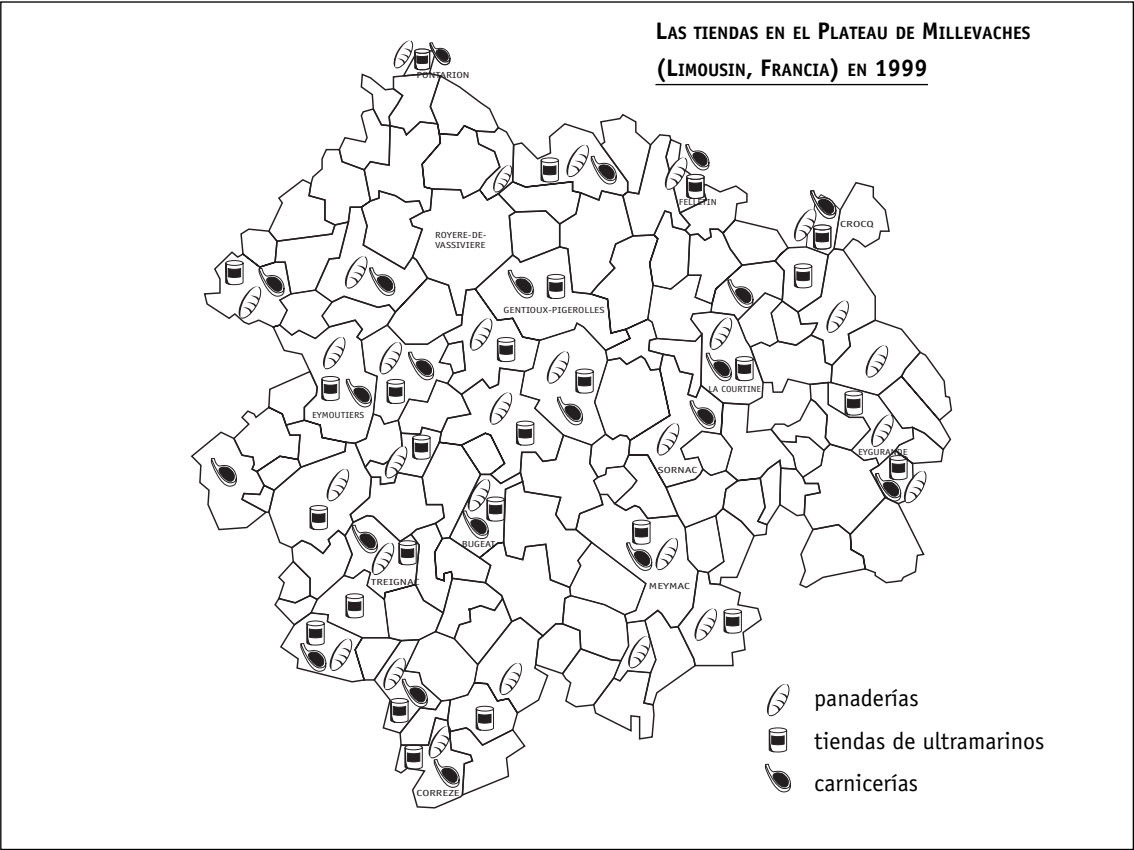 LAS TIENDAS EN EL PLATEAU DE MILLEVACHES
(LIMOUSIN, FRANCIA) EN 1999
PONTARION
FELLETIN
CROCQ
ROYERE-DE-
VASSIVIERE
GENTIOUX-PIGEROLLES
LA COURTINE
EYMOUTIERS
EYGURANDE
SORNAC
BUGEAT
TREIGNAC
MEYMAC
CORREZE
panaderías
tiendas de ultramarinos
carnicerías